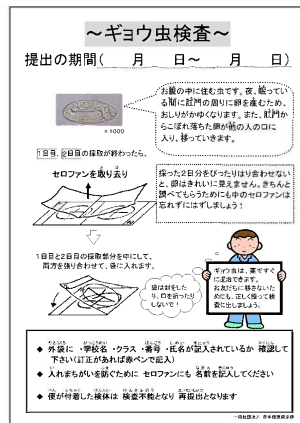 ～ギョウ虫検査～
提出の期間(　月　日～　月　日)
お腹の中に住む虫です。夜、眠って
いる間に肛門の周りに卵を産むため、
おしりがかゆくなります。また、肛門か
らこぼれ落ちた卵が他の人の口に
入り、移っていきます。
×1000
1日目、2日目の採取が終わったら、
セロファンを取り去り
採った2日分をぴったりはり合わせない
と、卵はきれいに見えません。きちんと
調べてもらうためにも中のセロファンは
忘れずにはずしましょう！
1日目と2日目の採取部分を中にして、
両方を張り合わせて、袋に入れます。
袋は封をした
り、口を折った
りしないで！
ギョウ虫は、薬ですぐ
に退治できます。
お友だちに移さないた
めにも、正しく採って検
査に出しましょう。
◆ 外袋に ・学校名 ・クラス ・番号 ・氏名が記入されているか 確認して
下さい(訂正があれば赤ペンで記入)
◆ 入れまちがいを防ぐために セロファンにも 名前を記入してください
◆ 便が付着した検体は 検査不能となり 再提出となります